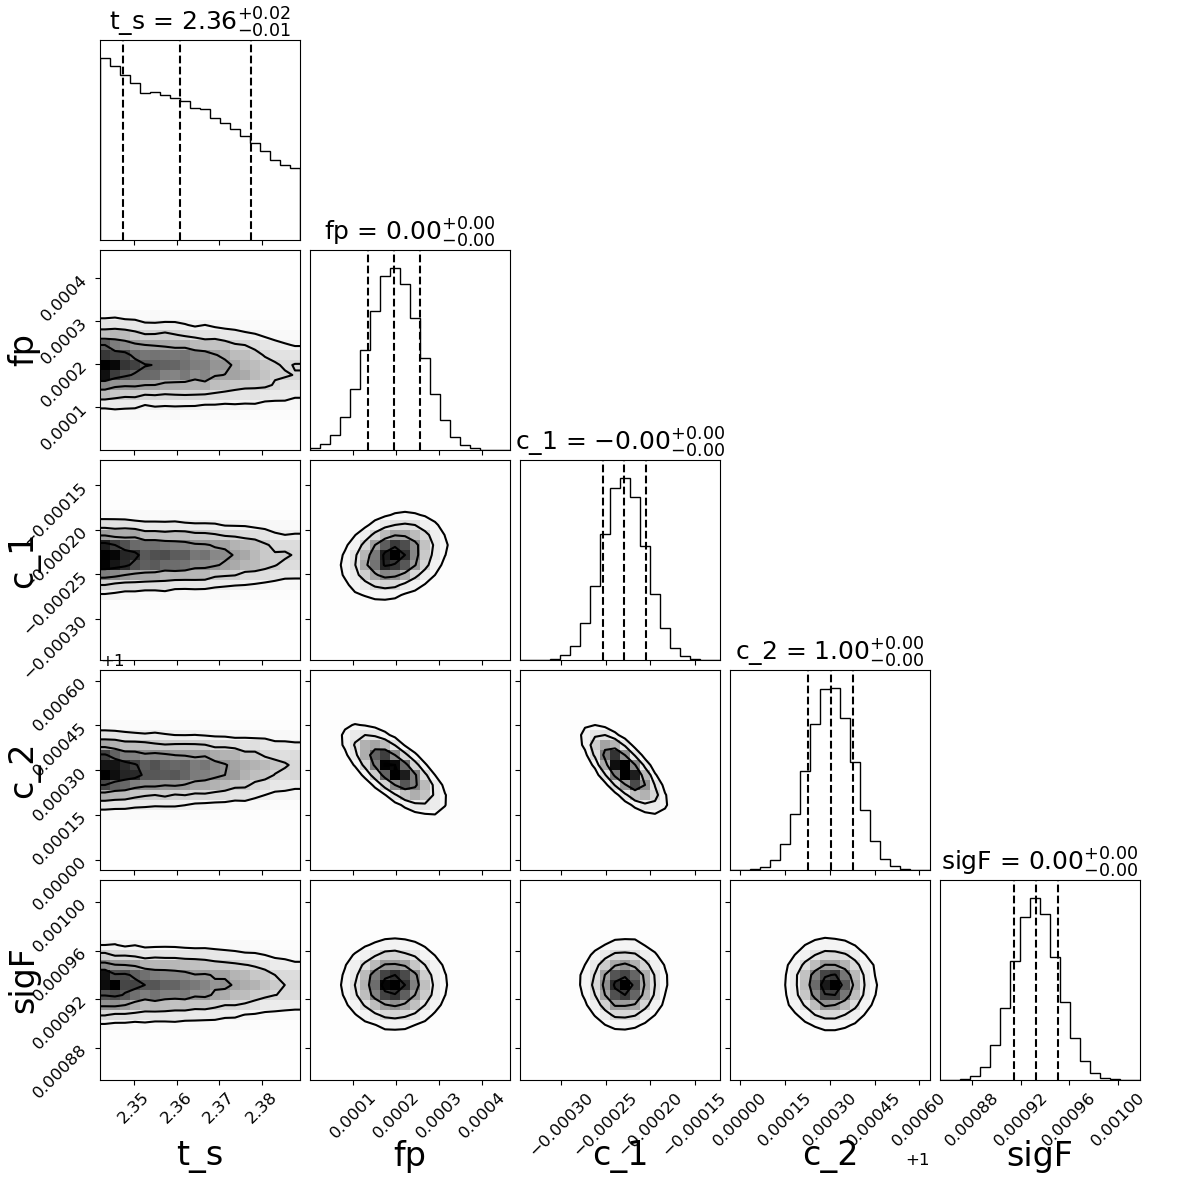 t_s = 2.36+0.02−0.01
fp = 0.00+0.00−0.00
0.0004
0.0003
0.0002
0.0001
fp
c_1 = −0.00+0.00−0.00
−0.00015
−0.00020
−0.00025
−0.00030
c_1
+1
c_2 = 1.00+0.00−0.00
0.00060
0.00045
0.00030
0.00015
0.00000
c_2
sigF = 0.00+0.00−0.00
0.00100
0.00096
0.00092
0.00088
sigF
2.35 2.36 2.37 2.38
0.0001 0.0002 0.0003 0.0004
−0.00030 −0.00025 −0.00020 −0.00015
0.00000 0.00015 0.00030 0.00045 0.00060
0.00088 0.00092 0.00096 0.00100
t_s fp c_1 c_2 +1 sigF